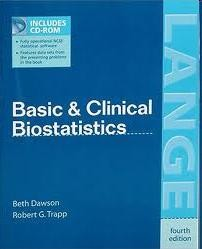 INCLUDES
CD-ROM
• Fully operational NCSS
statistical software
• Features data sets from
the presenting problems
in the book
LANGE
Basic & Clinical
Biostatistics
Beth Dawson
Robert G. Trapp
fourth
edition